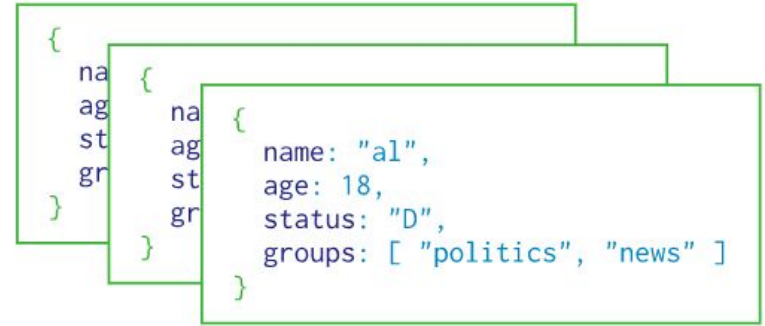 {
na
ag
st
gr
}
{
na
ag
st
gr
}
{
name: "al",
age: 18,
status: "D",
groups: [ "politics", "news" ]
}